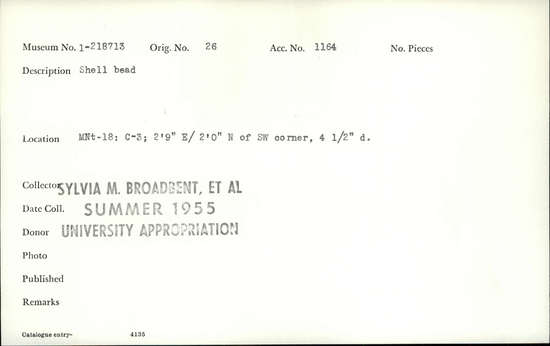 Museum No. 1-218713 Orig. No. 26 Acc. No. 1164 No. Pieces
Description Shell bead
Location MNt-18: C-3; 2'9" E/ 2'0" N of SW corner, 4 1/2" d.
Collector SYLVIA M. BROADBENT, ET AL
Date Coll. SUMMER 1955
Donor UNIVERSITY APPROPRIATION
Photo
Published
Remarks
Catalogue entry- 4135